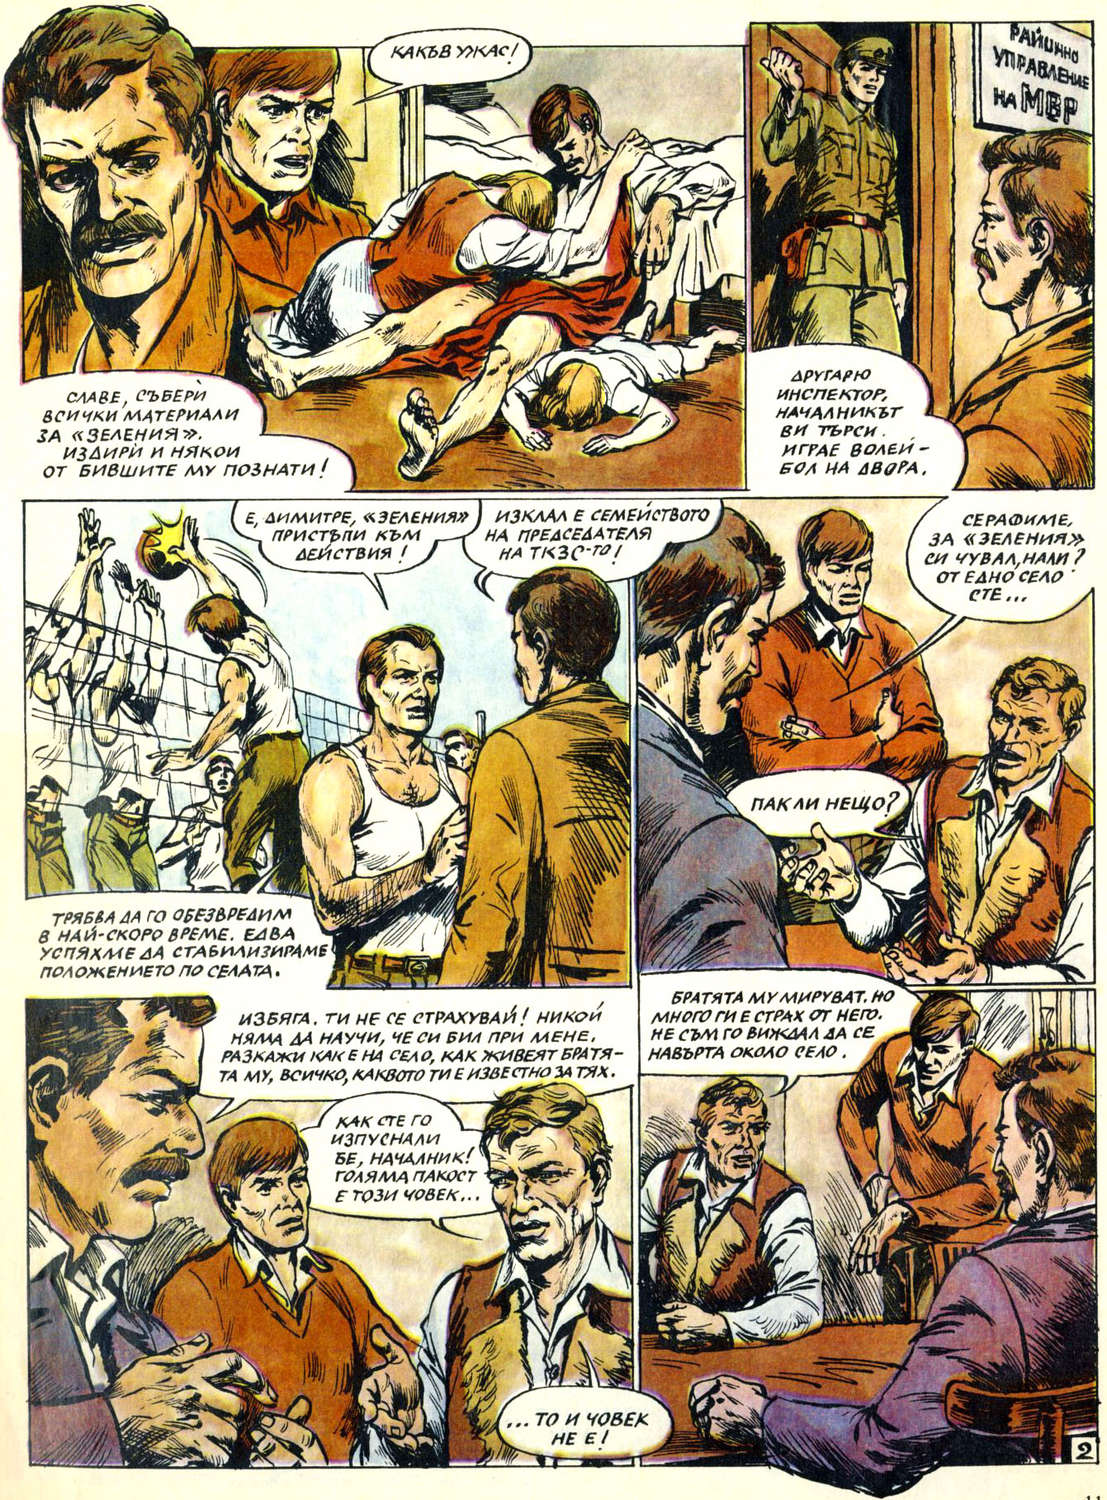 КАКЪВ УЖАС!
СЛАВЕ, СЪБЕРЍ
ВСИЧКИ МАТЕРИАЛИ
ЗА «ЗЕЛЕНИЯ».
ИЗДИРИ И НЯКОИ
ОТ БИВШИТЕ МУ ПОЗНАТИ!
РАЙОННО
УПРАВЛЕНИЕ
НА МВР
ДРУГАРЮ
ИНСПЕКТОР,
НАЧАЛНИКЪТ
ВИ ТЪРСИ.
ИГРАЕ ВОЛЕЙ-
БОЛ НА ДВОРА.
Е, ДИМИТРЕ, «ЗЕЛЕНИЯ»
ПРИСТЪПИ КЪМ
ДЕЙСТВИЯ!
ИЗКЛАЛ Е СЕМЕЙСТВОТО
НА ПРЕДСЕДАТЕЛЯ
НА ТКЗС-ТО!
ТРЯБВА ДА ГО ОБЕЗВРЕДИМ
В НАЙ-СКОРО ВРЕМЕ. ЕДВА
УСПЯХМЕ ДА СТАБИЛИЗИРАМЕ
ПОЛОЖЕНИЕТО ПО СЕЛАТА.
СЕРАФИМЕ,
ЗА «ЗЕЛЕНИЯ»
СИ ЧУВАЛ, НАЛИ?
ОТ ЕДНО СЕЛО
СТЕ...
ПАК ЛИ НЕЩО?
ИЗБЯГА. ТИ НЕ СЕ СТРАХУВАЙ! НИКОЙ
НЯМА ДА НАУЧИ, ЧЕ СИ БИЛ ПРИ МЕНЕ.
РАЗКАЖИ КАК Е НА СЕЛО, КАК ЖИВЕЯТ БРАТЯ-
ТА МУ, ВСИЧКО, КАКВОТО ТИ Е ИЗВЕСТНО ЗА ТЯХ.
КАК СТЕ ГО
ИЗПУСНАЛИ
БЕ, НАЧАЛНИК!
ГОЛЯМА ПАКОСТ
Е ТОЗИ ЧОВЕК...
...ТО И ЧОВЕК
НЕ Е!
БРАТЯТА МУ МИРУВАТ. НО
МНОГО ГИ Е СТРАХ ОТ НЕГО.
НЕ СЪМ ГО ВИЖДАЛ ДА СЕ
НАВЪРТА ОКОЛО СЕЛО.
2
11